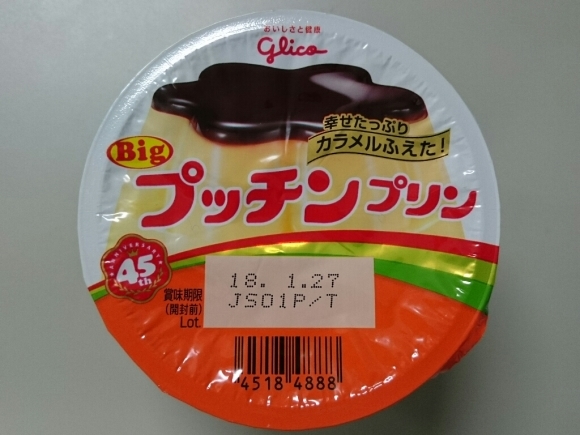 おいしさと健康
glico
幸せたっぷり
カラメルふえた!
Big
プッチンプリン
ANNIVERSARY
45th
賞味期限
(開封前)
Lot
18. 1.27
JS01P/T
4518 4888